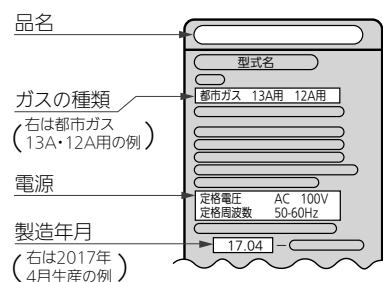 品名
型式名
ガスの種類
(右は都市ガス
13A・12A用の例)
都市ガス 13A用 12A用
電源
定格電圧 AC 100V
定格周波数 50-60Hz
製造年月
(右は2017年
4月生産の例)
17.04 −